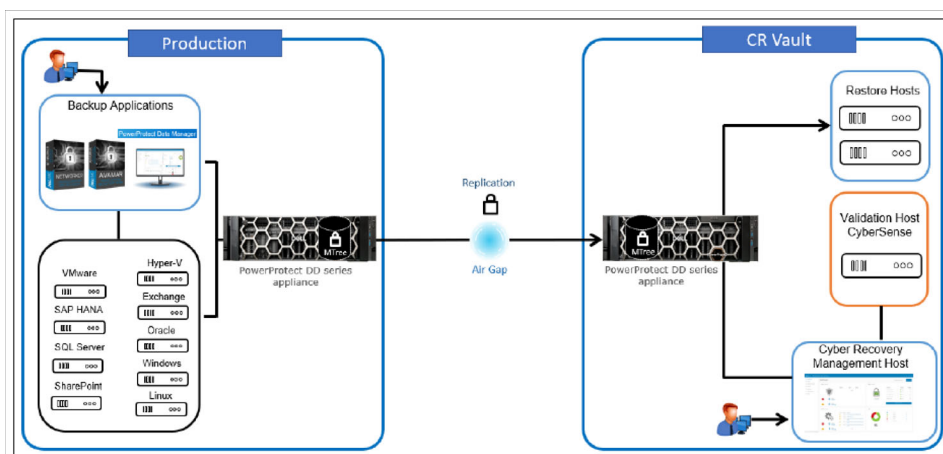 Production
Backup Applications
PowerProtect Data Manager
NETWORKER
AVAMAR
VMware
SAP HANA
SQL Server
SharePoint
Hyper-V
Exchange
Oracle
Windows
Linux
MTree
PowerProtect DD series
appliance
Replication
Air Gap
CR Vault
MTree
PowerProtect DD series
appliance
Restore Hosts
Validation Host
CyberSense
Cyber Recovery
Management Host